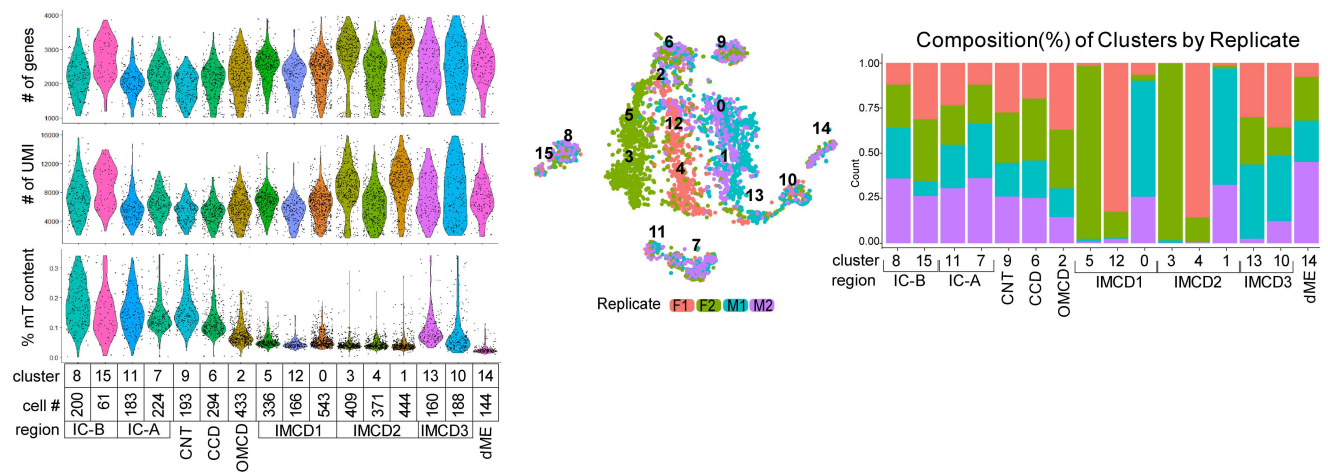 # of genes
4000
3000
2000
1000
# of UMI
16000
12000
8000
4000
% mT content
0.3
0.2
0.1
0.0
cluster 8 15 11 7 9 6 2 5 12 0 3 4 1 13 10 14
cell # 200 61 183 224 193 294 433 336 166 543 409 371 444 160 188 144
region IC-B IC-A CNT CCD OMCD IMCD1 IMCD2 IMCD3 dME
6 9
2
0
5
12
14
8
15
3
1
4
10
13
11
7
Replicate F1 F2 M1 M2
Composition(%) of Clusters by Replicate
Count
1.00
0.75
0.50
0.25
0.00
cluster 8 15 11 7 9 6 2 5 12 0 3 4 1 13 10 14
region IC-B IC-A CNT CCD OMCD IMCD1 IMCD2 IMCD3 dME